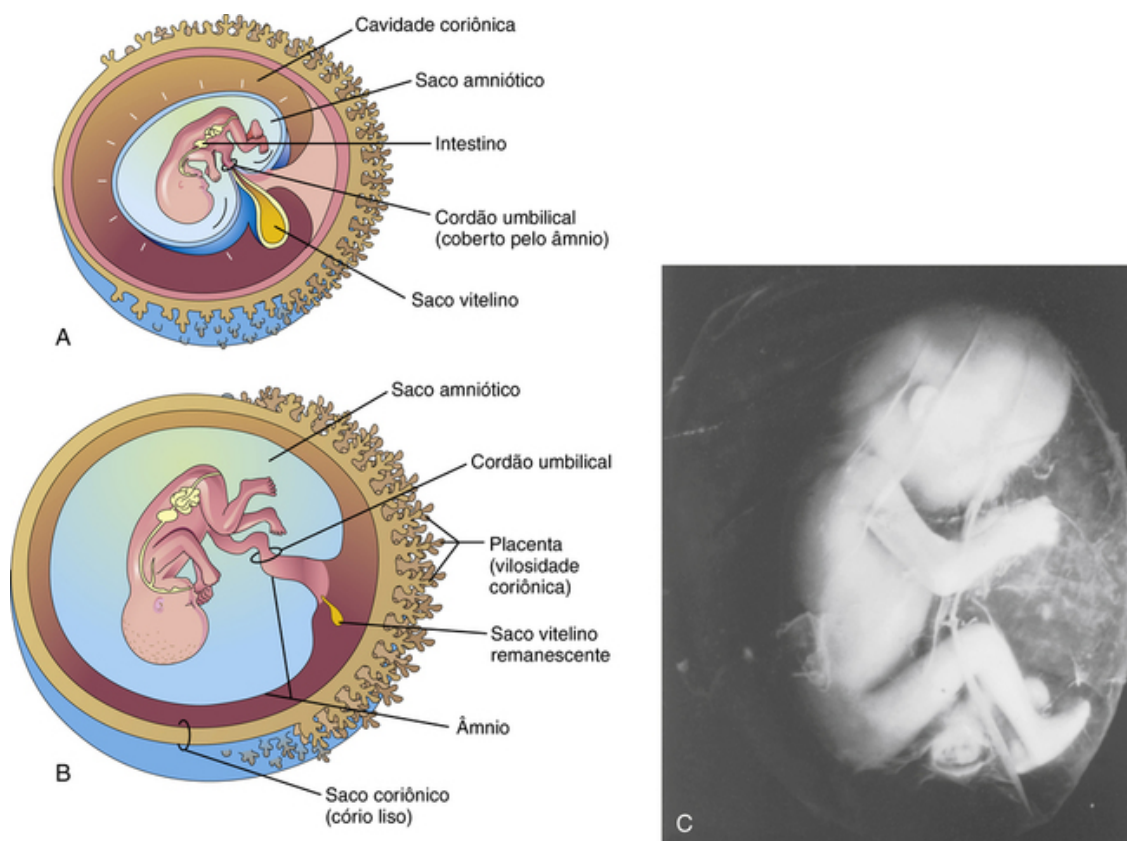 Cavidade coriônica
Saco amniótico
Intestino
Cordão umbilical
(coberto pelo âmnio)
Saco vitelino
A
Saco amniótico
Cordão umbilical
Placenta
(vilosidade
coriônica)
Saco vitelino
remanescente
Âmnio
B
Saco coriônico
(cório liso)
C